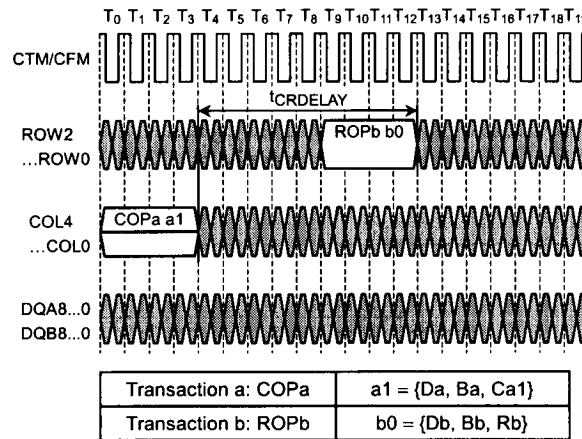 T0 T1 T2 T3 T4 T5 T6 T7 T8 T9 T10 T11 T12 T13 T14 T15 T16 T17 T18 T1
CTM/CFM
tCRDELAY
ROW2
...ROW0
ROPb b0
COL4
...COL0
COPa a1
DQA8...0
DQB8...0
Transaction a: COPa a1 = {Da, Ba, Ca1}
Transaction b: ROPb b0 = {Db, Bb, Rb}